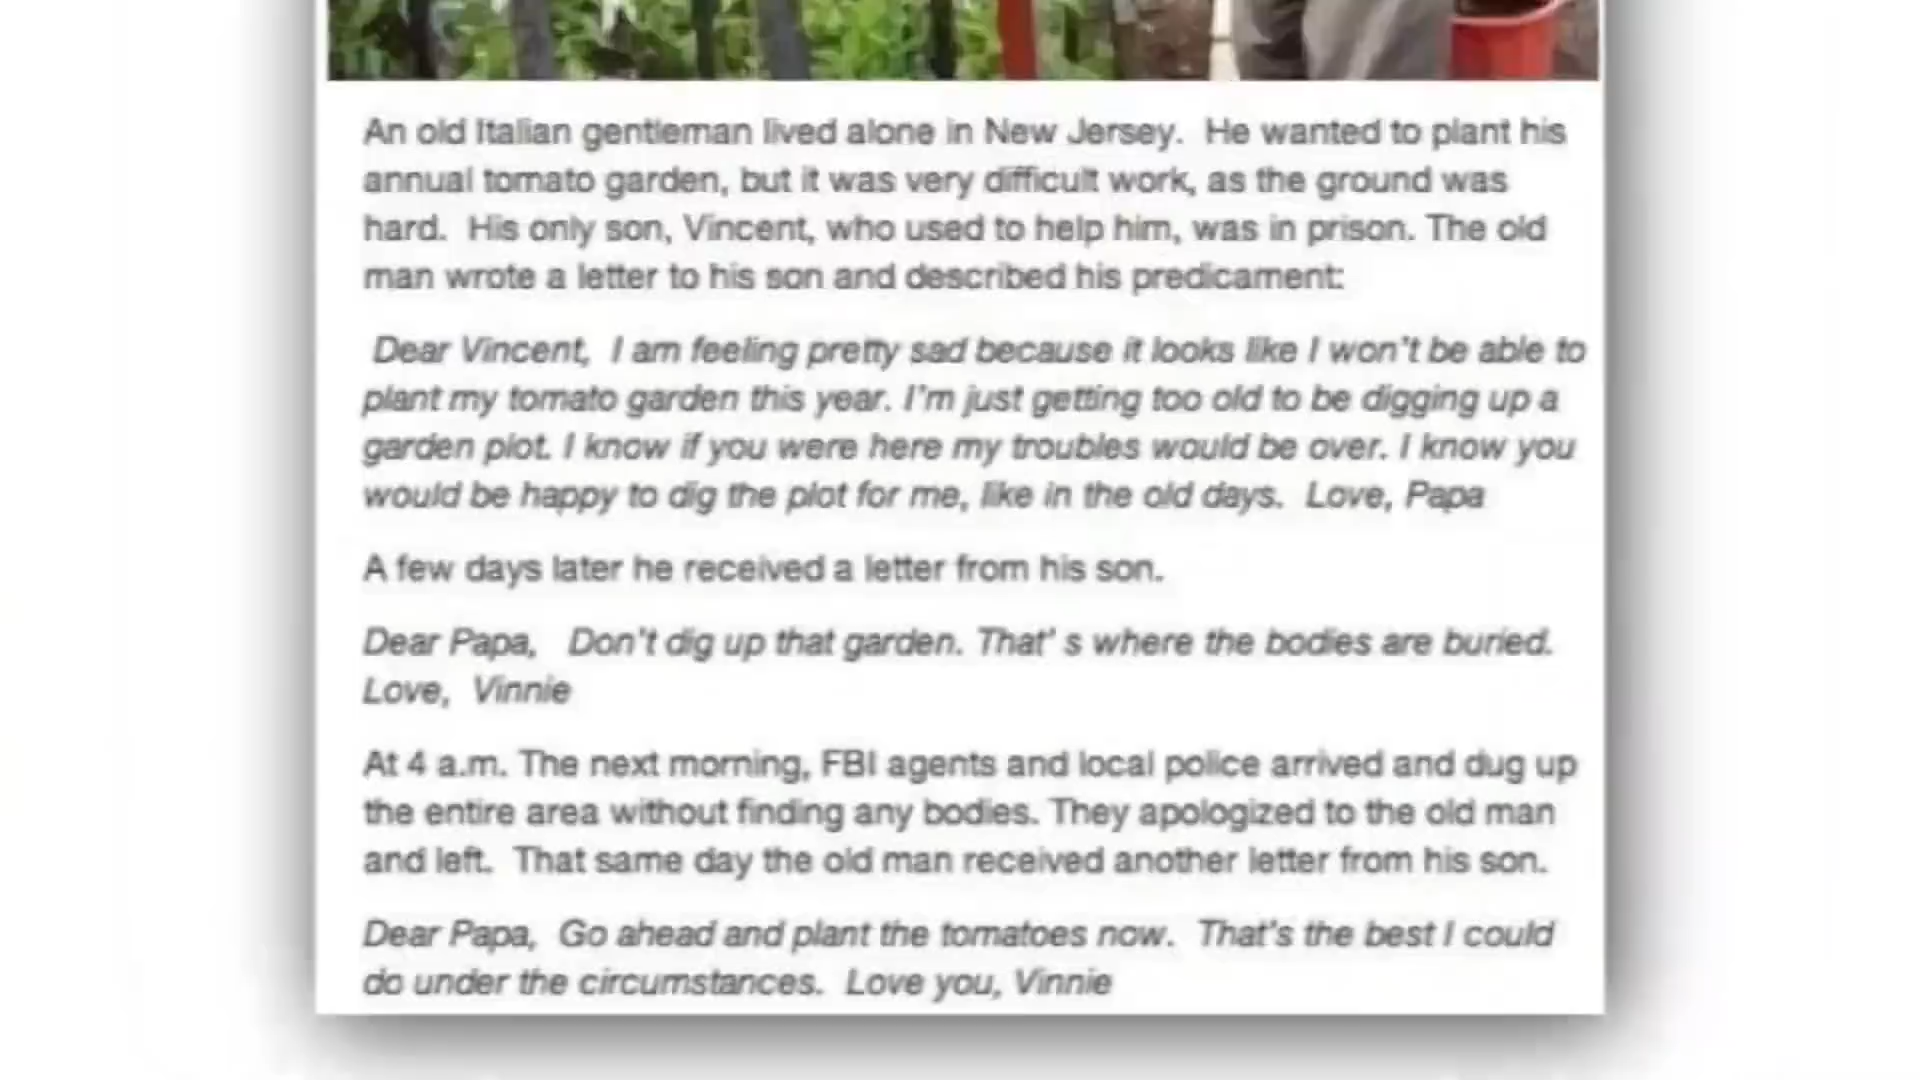 An old Italian gentleman lived alone in New Jersey.  He wanted to plant his
annual tomato garden, but it was very difficult work, as the ground was
hard.  His only son, Vincent, who used to help him, was in prison. The old
man wrote a letter to his son and described his predicament:
Dear Vincent,  I am feeling pretty sad because it looks like I won't be able to
plant my tomato garden this year. I'm just getting too old to be digging up a
garden plot. I know if you were here my troubles would be over. I know you
would be happy to dig the plot for me, like in the old days.  Love, Papa
A few days later he received a letter from his son.
Dear Papa,   Don't dig up that garden. That' s where the bodies are buried.
Love,  Vinnie
At 4 a.m. The next morning, FBI agents and local police arrived and dug up
the entire area without finding any bodies. They apologized to the old man
and left.  That same day the old man received another letter from his son.
Dear Papa,  Go ahead and plant the tomatoes now.  That's the best I could
do under the circumstances.  Love you, Vinnie